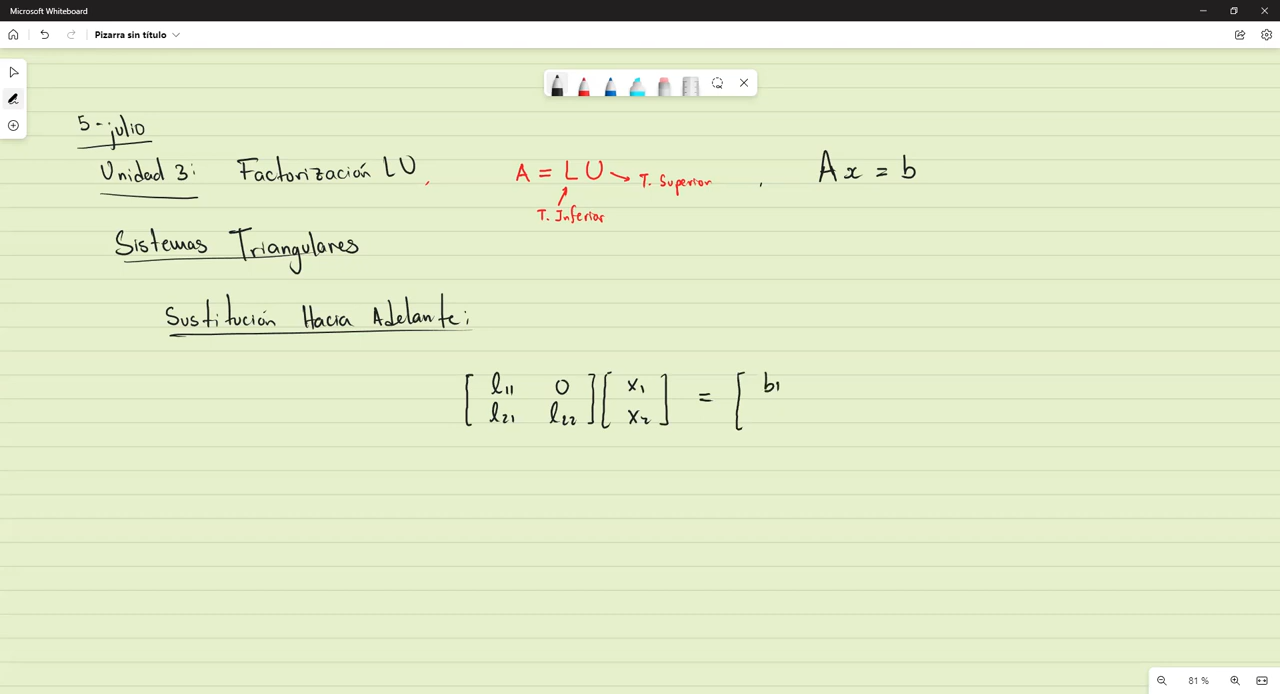 Microsoft Whiteboard
Pizarra sin título
5-julio
Unidad 3: Factorización LU, A = LU → T. Superior, Ax = b
T. Inferior
Sistemas Triangulares
Sustitución Hacia Adelante:
[ l11 0 ] [ x1 ] = [ b1
[ l21 l22 ] [ x2 ]
81 %